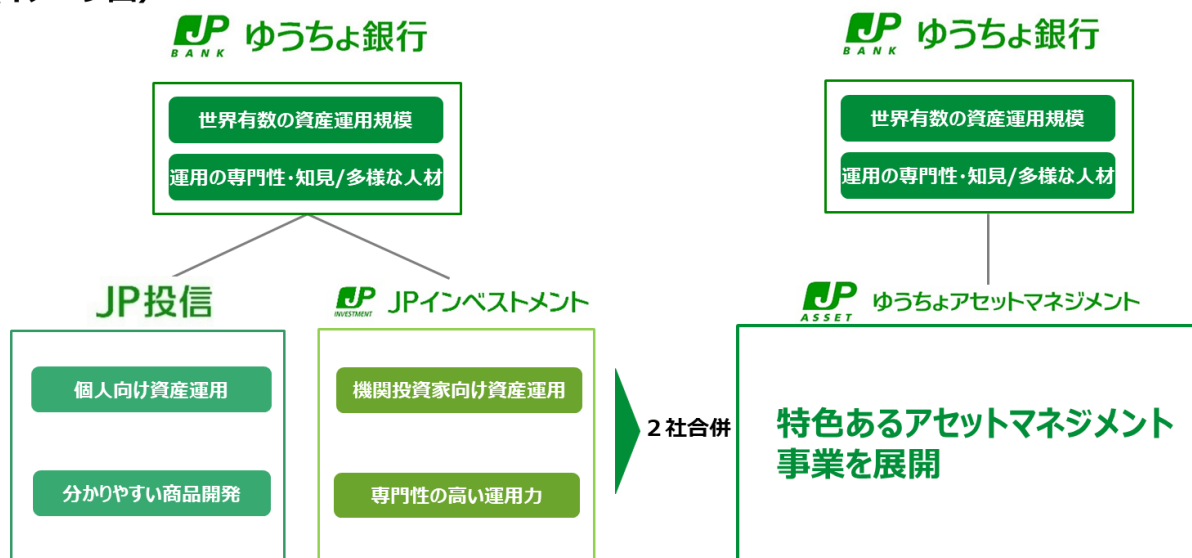 JP
BANK
ゆうちょ銀行
世界有数の資産運用規模
運用の専門性・知見/多様な人材
JP投信
個人向け資産運用
分かりやすい商品開発
JP
INVESTMENT
JPインベストメント
機関投資家向け資産運用
専門性の高い運用力
2社合併
JP
BANK
ゆうちょ銀行
世界有数の資産運用規模
運用の専門性・知見/多様な人材
JP
ASSET
ゆうちょアセットマネジメント
特色あるアセットマネジメント
事業を展開